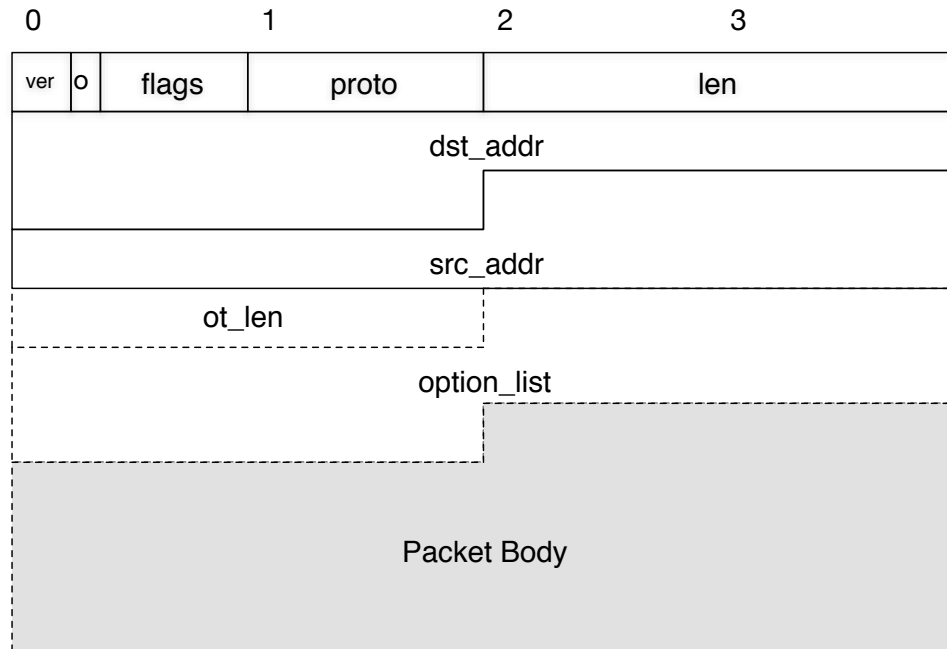 0 1 2 3
ver o flags proto len
dst_addr
src_addr
ot_len
option_list
Packet Body